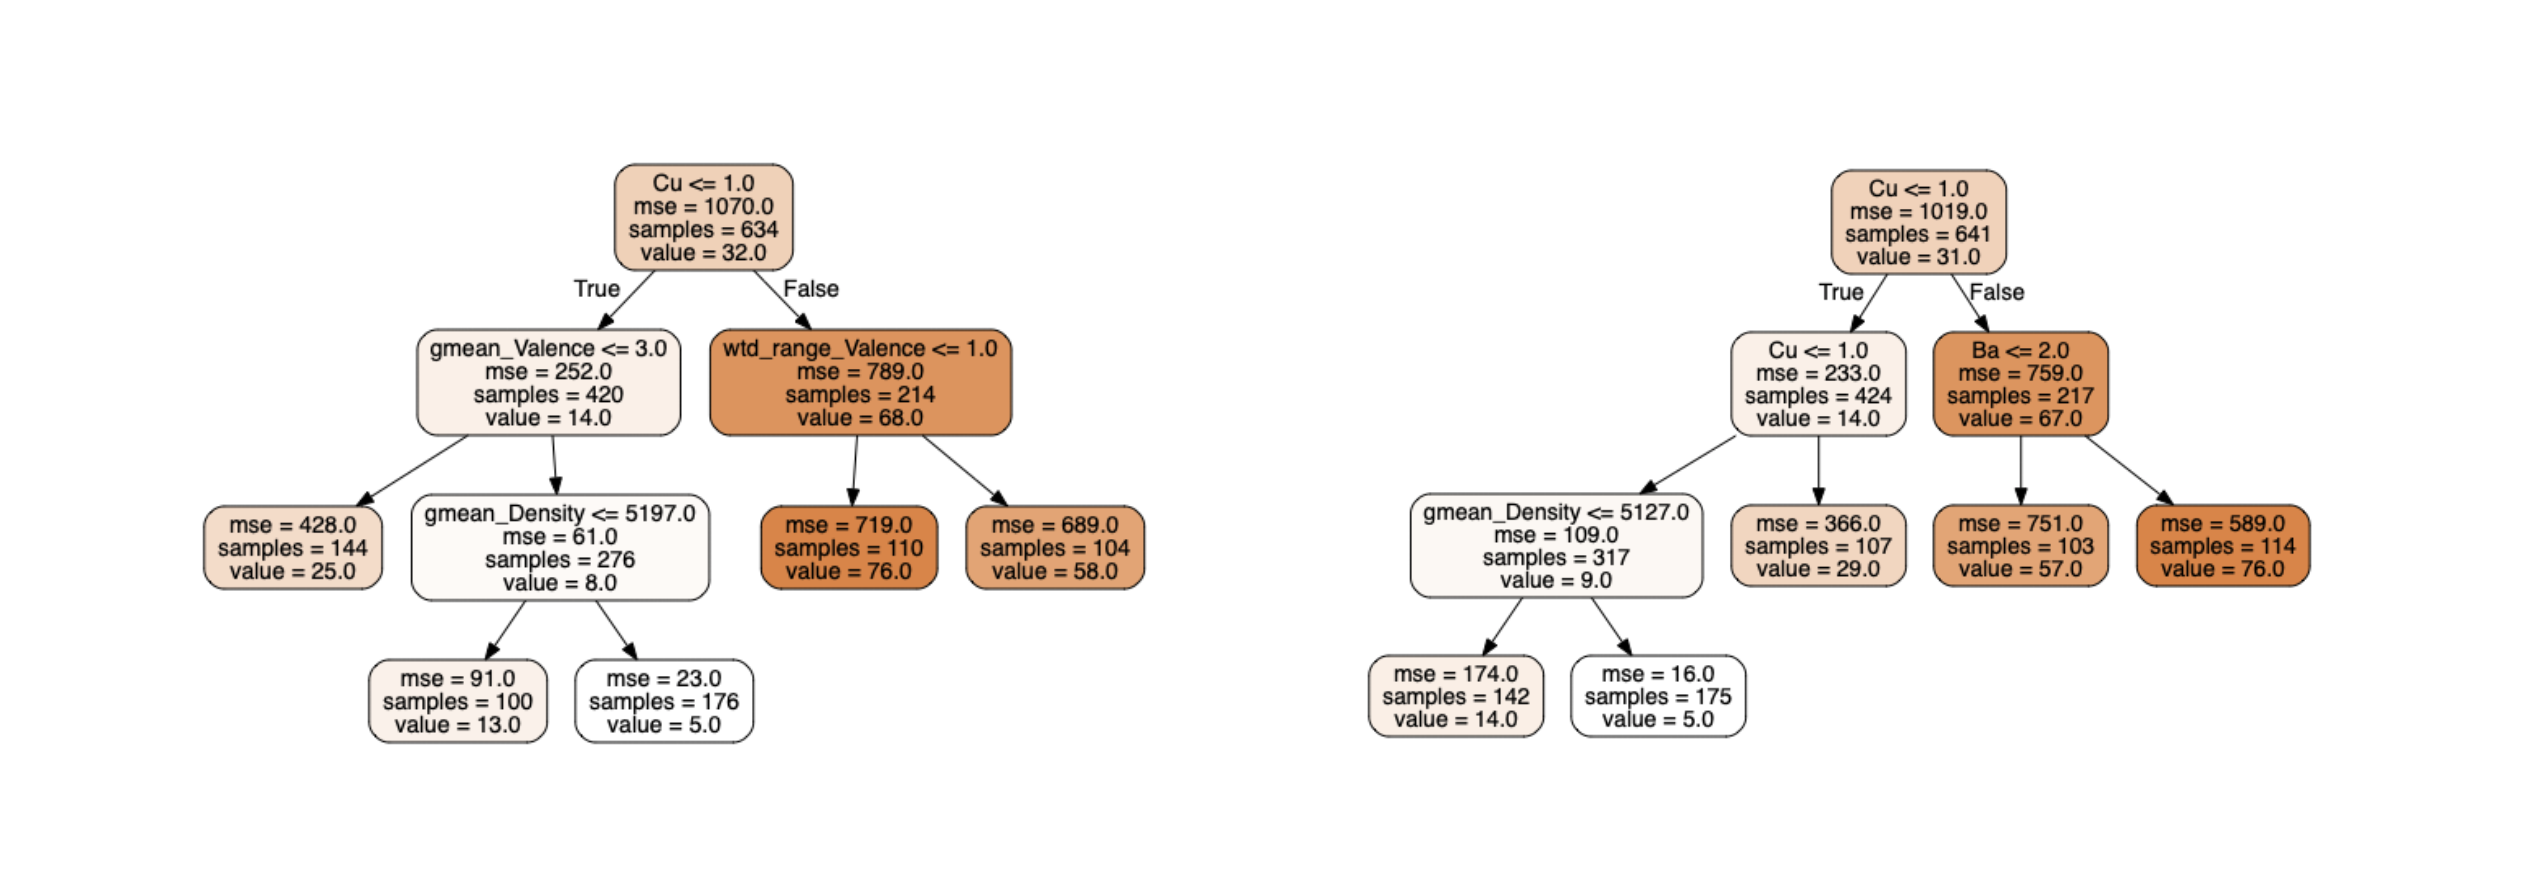 Cu <= 1.0
mse = 1070.0
samples = 634
value = 32.0
True
False
gmean_Valence <= 3.0
mse = 252.0
samples = 420
value = 14.0
wtd_range_Valence <= 1.0
mse = 789.0
samples = 214
value = 68.0
mse = 428.0
samples = 144
value = 25.0
gmean_Density <= 5197.0
mse = 61.0
samples = 276
value = 8.0
mse = 719.0
samples = 110
value = 76.0
mse = 689.0
samples = 104
value = 58.0
mse = 91.0
samples = 100
value = 13.0
mse = 23.0
samples = 176
value = 5.0
Cu <= 1.0
mse = 1019.0
samples = 641
value = 31.0
True
False
Cu <= 1.0
mse = 233.0
samples = 424
value = 14.0
Ba <= 2.0
mse = 759.0
samples = 217
value = 67.0
gmean_Density <= 5127.0
mse = 109.0
samples = 317
value = 9.0
mse = 366.0
samples = 107
value = 29.0
mse = 751.0
samples = 103
value = 57.0
mse = 589.0
samples = 114
value = 76.0
mse = 174.0
samples = 142
value = 14.0
mse = 16.0
samples = 175
value = 5.0